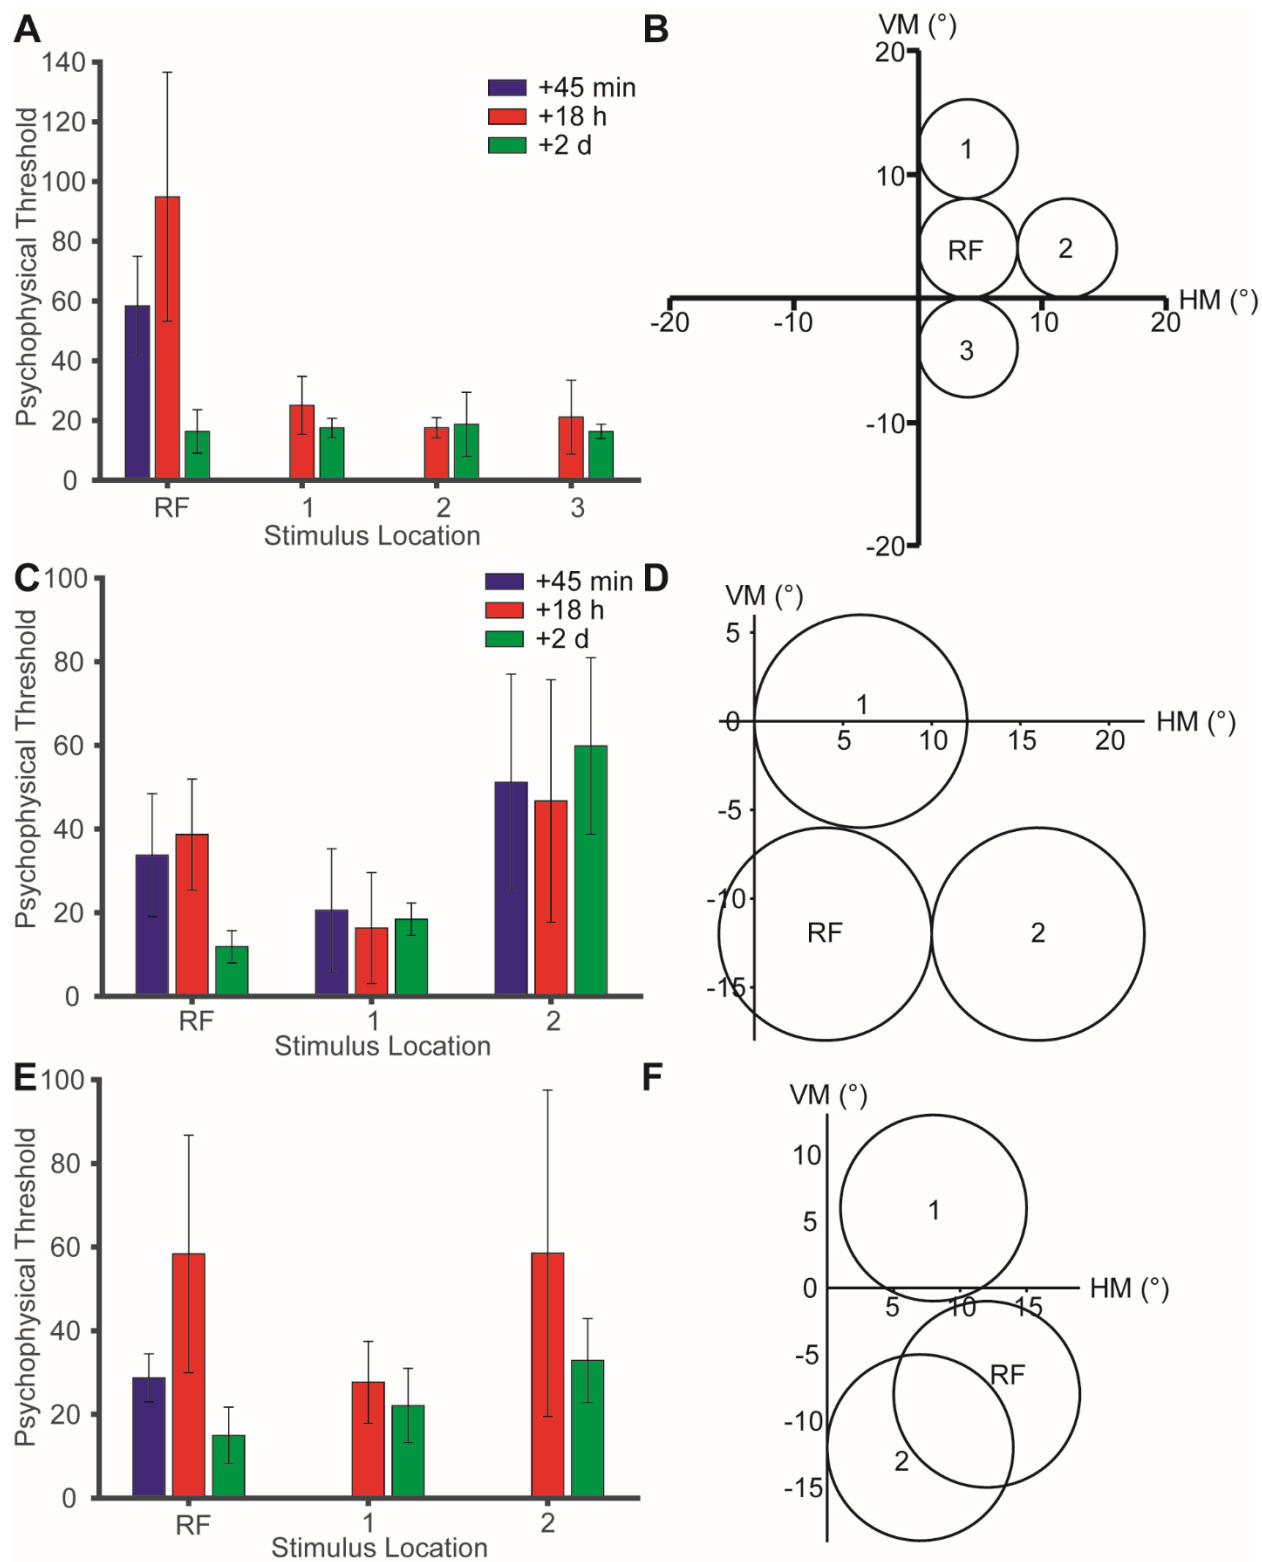 A
Psychophysical Threshold
140
120
100
80
60
40
20
0
+45 min
+18 h
+2 d
RF 1 2 3
Stimulus Location
B
VM (°)
20
10
-10
-20
-20 -10 10 20
HM (°)
1
RF
2
3
C
Psychophysical Threshold
100
80
60
40
20
0
+45 min
+18 h
+2 d
RF 1 2
Stimulus Location
D
VM (°)
5
0
-5
-10
-15
5 10 15 20
HM (°)
1
RF
2
E
Psychophysical Threshold
100
80
60
40
20
0
RF 1 2
Stimulus Location
F
VM (°)
10
5
0
-5
-10
-15
5 10 15
HM (°)
1
RF
2